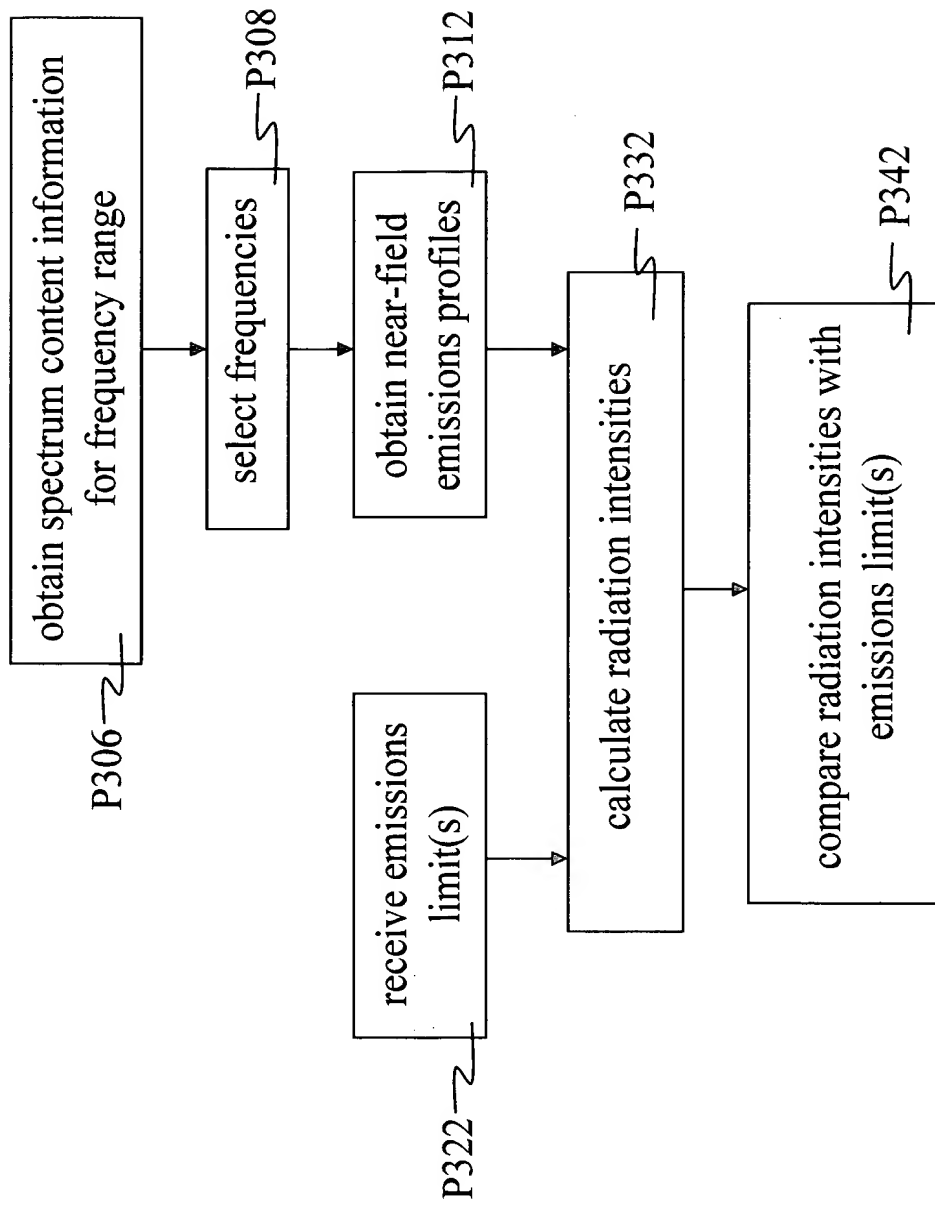 obtain spectrum content information
for frequency range
P306
select frequencies
P308
obtain near-field
emissions profiles
P312
receive emissions
limit(s)
P322
calculate radiation intensities
P332
compare radiation intensities with
emissions limit(s)
P342